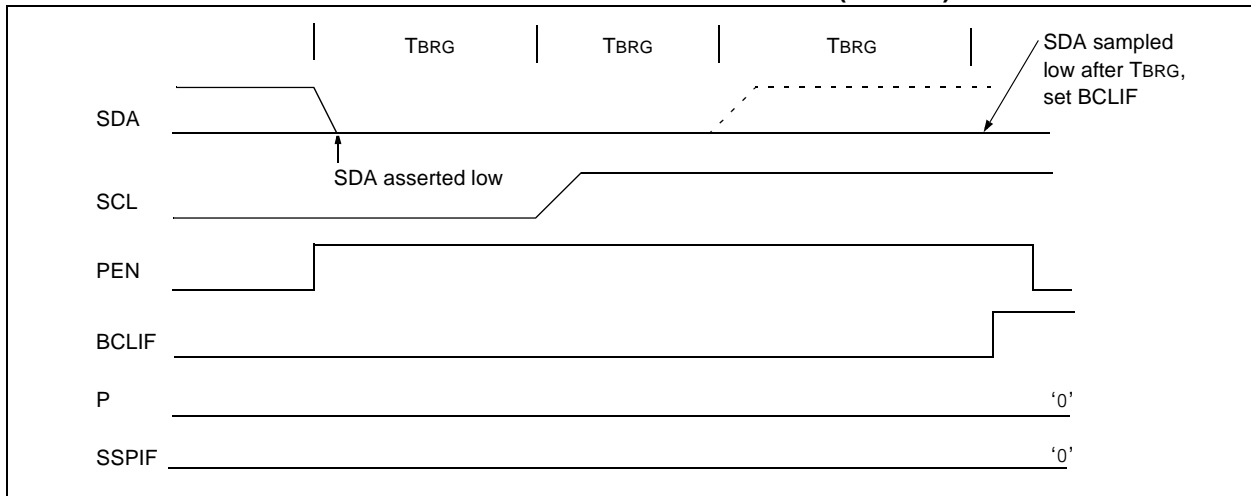 TBRG TBRG TBRG
SDA sampled
low after TBRG,
set BCLIF
SDA
SDA asserted low
SCL
PEN
BCLIF
P ‘0’
SSPIF ‘0’